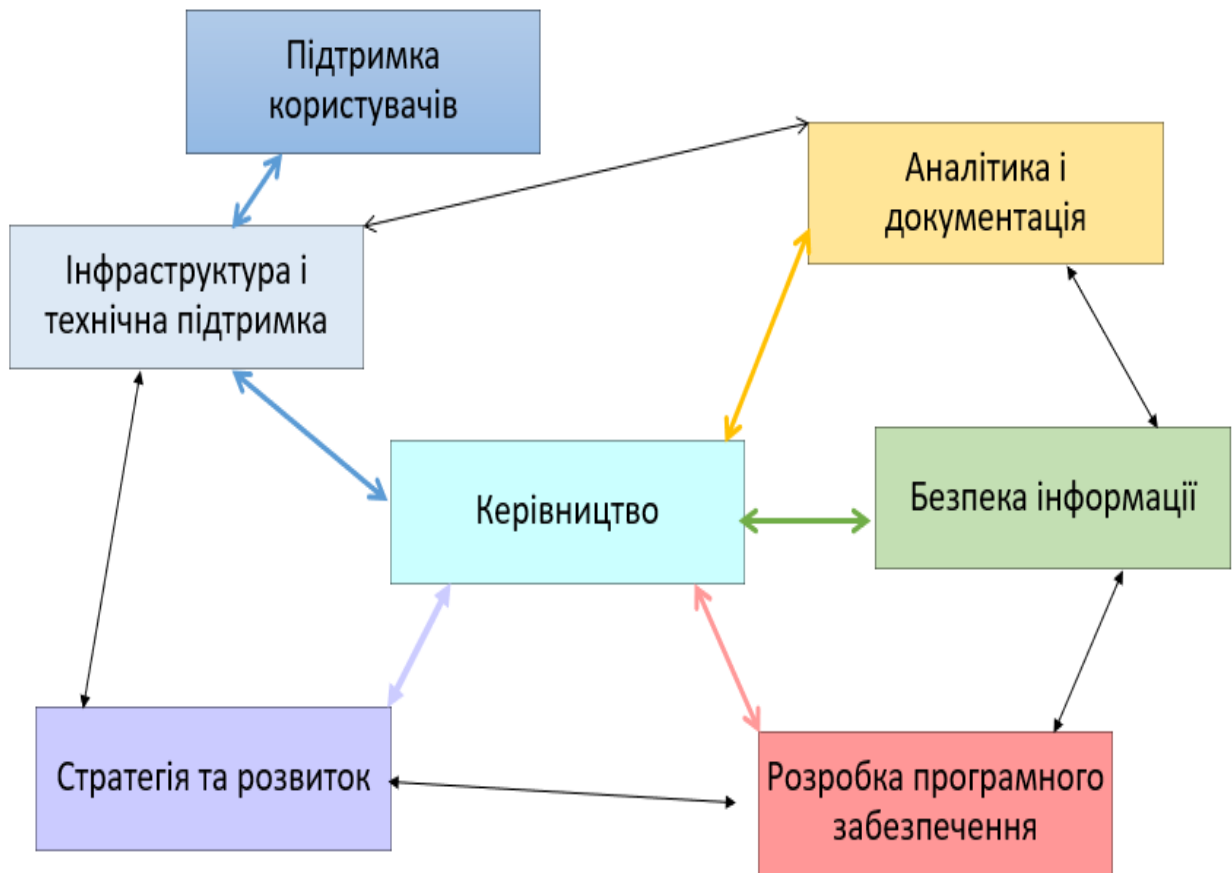 Підтримка
користувачів
Аналітика і
документація
Інфраструктура і
технічна підтримка
Керівництво
Безпека інформації
Стратегія та розвиток
Розробка програмного
забезпечення